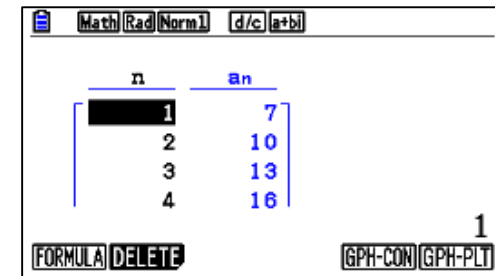 Math Rad Norm1 d/c a+bi
n an
1 7
2 10
3 13
4 16
1
FORMULA DELETE GPH-CON GPH-PLT